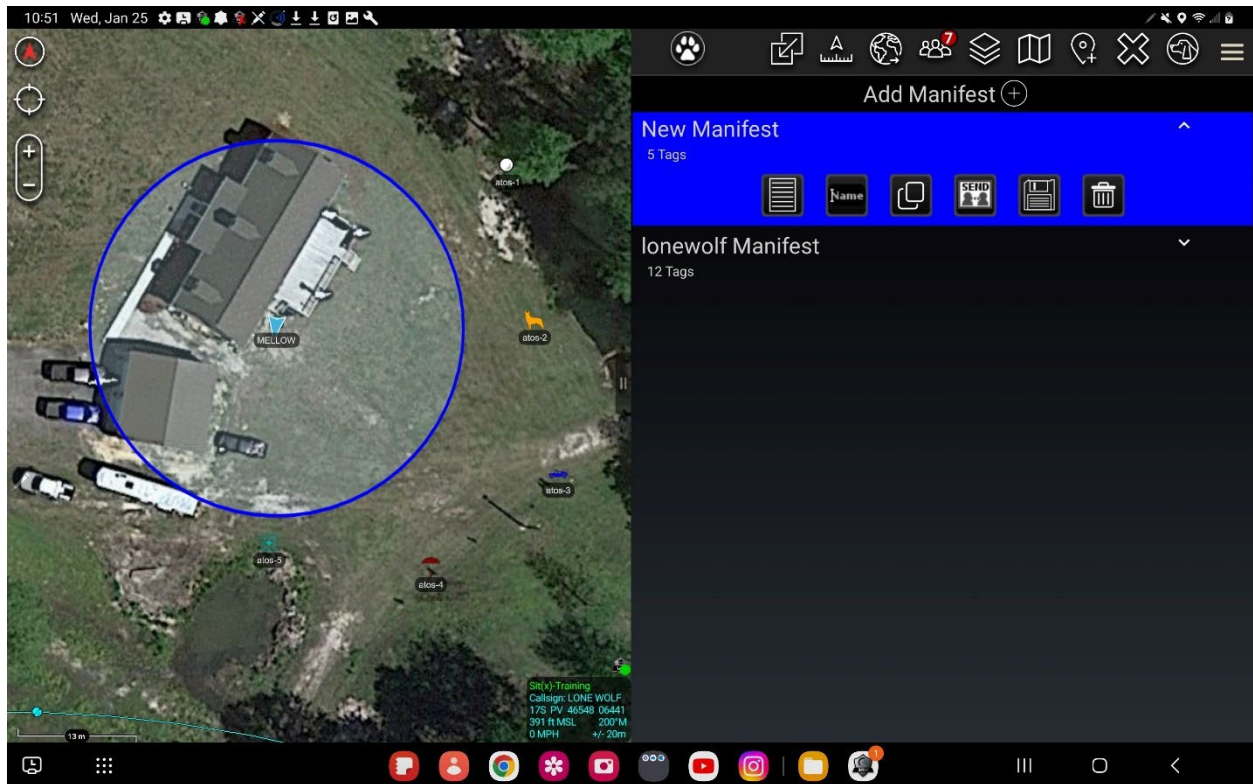 10:51 Wed, Jan 25
7
Add Manifest
New Manifest
5 Tags
Name
SEND
lonewolf Manifest
12 Tags
atos-1
atos-2
MELLOW
atos-3
atos-5
atos-4
Sit(x)-Training
Callsign: LONE WOLF
17S PV 46548 06441
391 ft MSL 200°M
0 MPH +/- 20m
13 m
1